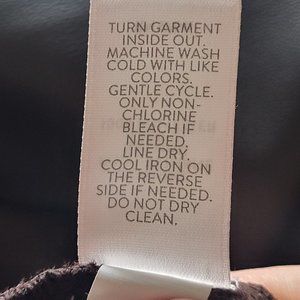 TURN GARMENT
INSIDE OUT.
MACHINE WASH
COLD WITH LIKE
COLORS.
GENTLE CYCLE.
ONLY NON-
CHLORINE
BLEACH IF
NEEDED.
LINE DRY.
COOL IRON ON
THE REVERSE
SIDE IF NEEDED.
DO NOT DRY
CLEAN.